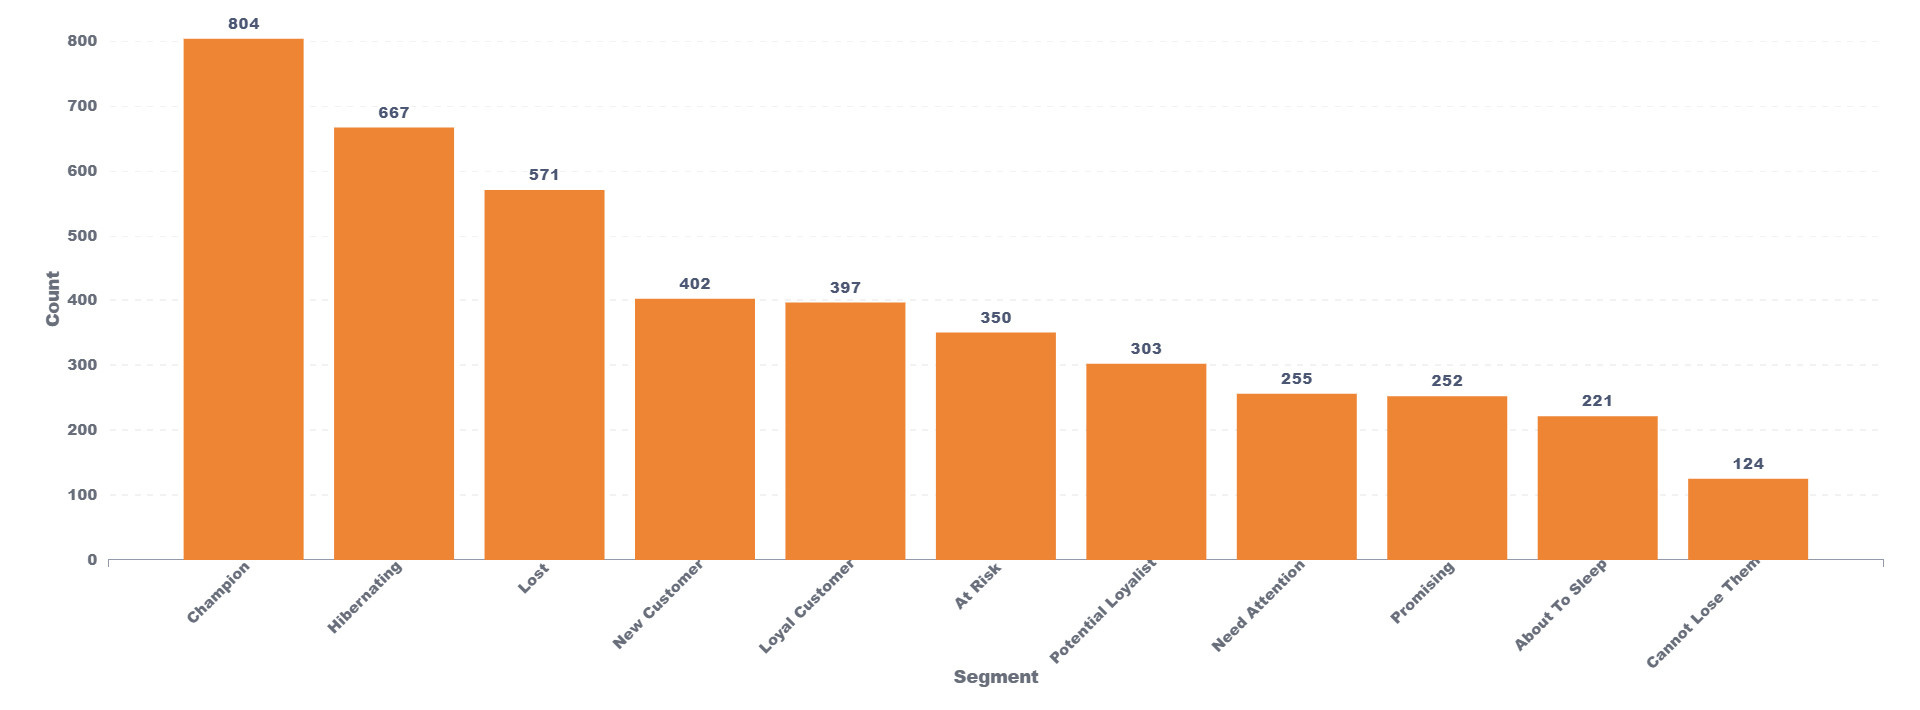 804
800
667
700
571
600
500
402
397
400
350
303
300
255
252
221
200
124
100
0
Count
Champion
Hibernating
Lost
New Customer
Loyal Customer
At Risk
Potential Loyalist
Need Attention
Promising
About To Sleep
Cannot Lose Them
Segment